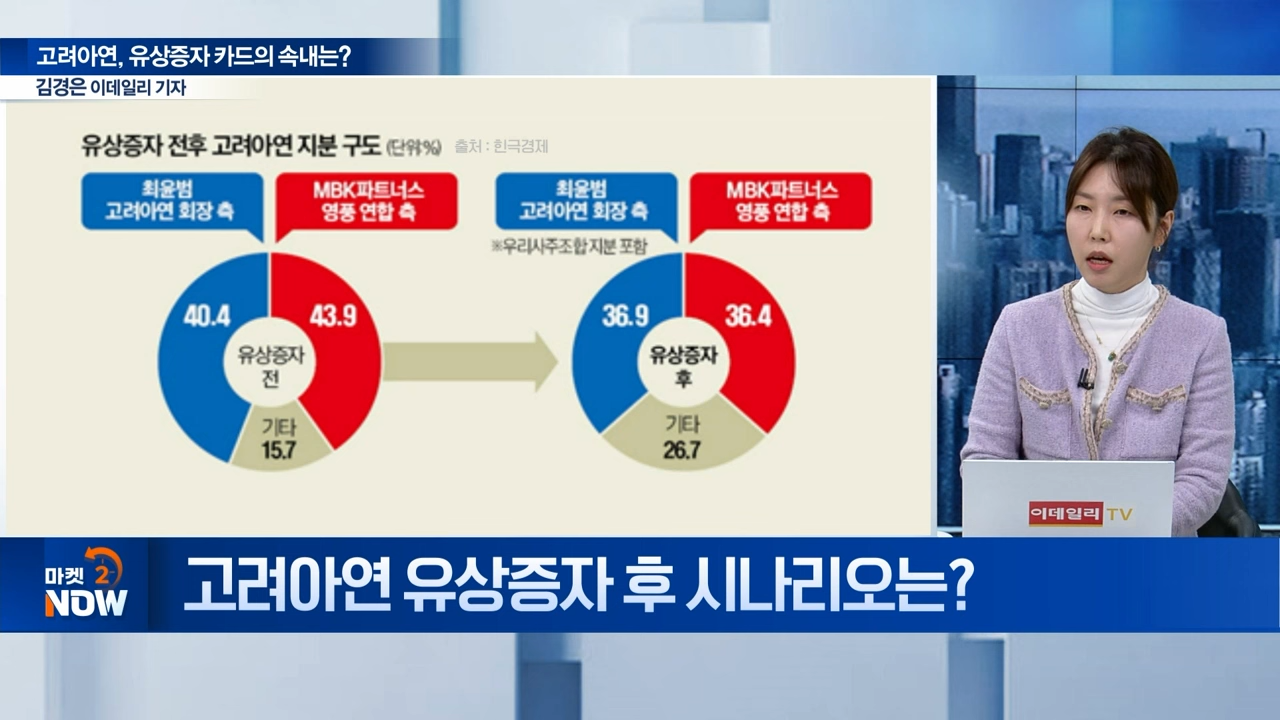 고려아연, 유상증자 카드의 속내는?
김경은 이데일리 기자
유상증자 전후 고려아연 지분 구도 (단위%) 출처 : 한국경제
최윤범
고려아연 회장 측
MBK파트너스
영풍 연합 측
40.4
43.9
유상증자
전
기타
15.7
최윤범
고려아연 회장 측
MBK파트너스
영풍 연합 측
※우리사주조합 지분 포함
36.9
36.4
유상증자
후
기타
26.7
이데일리 TV
마켓 2
NOW
고려아연 유상증자 후 시나리오는?